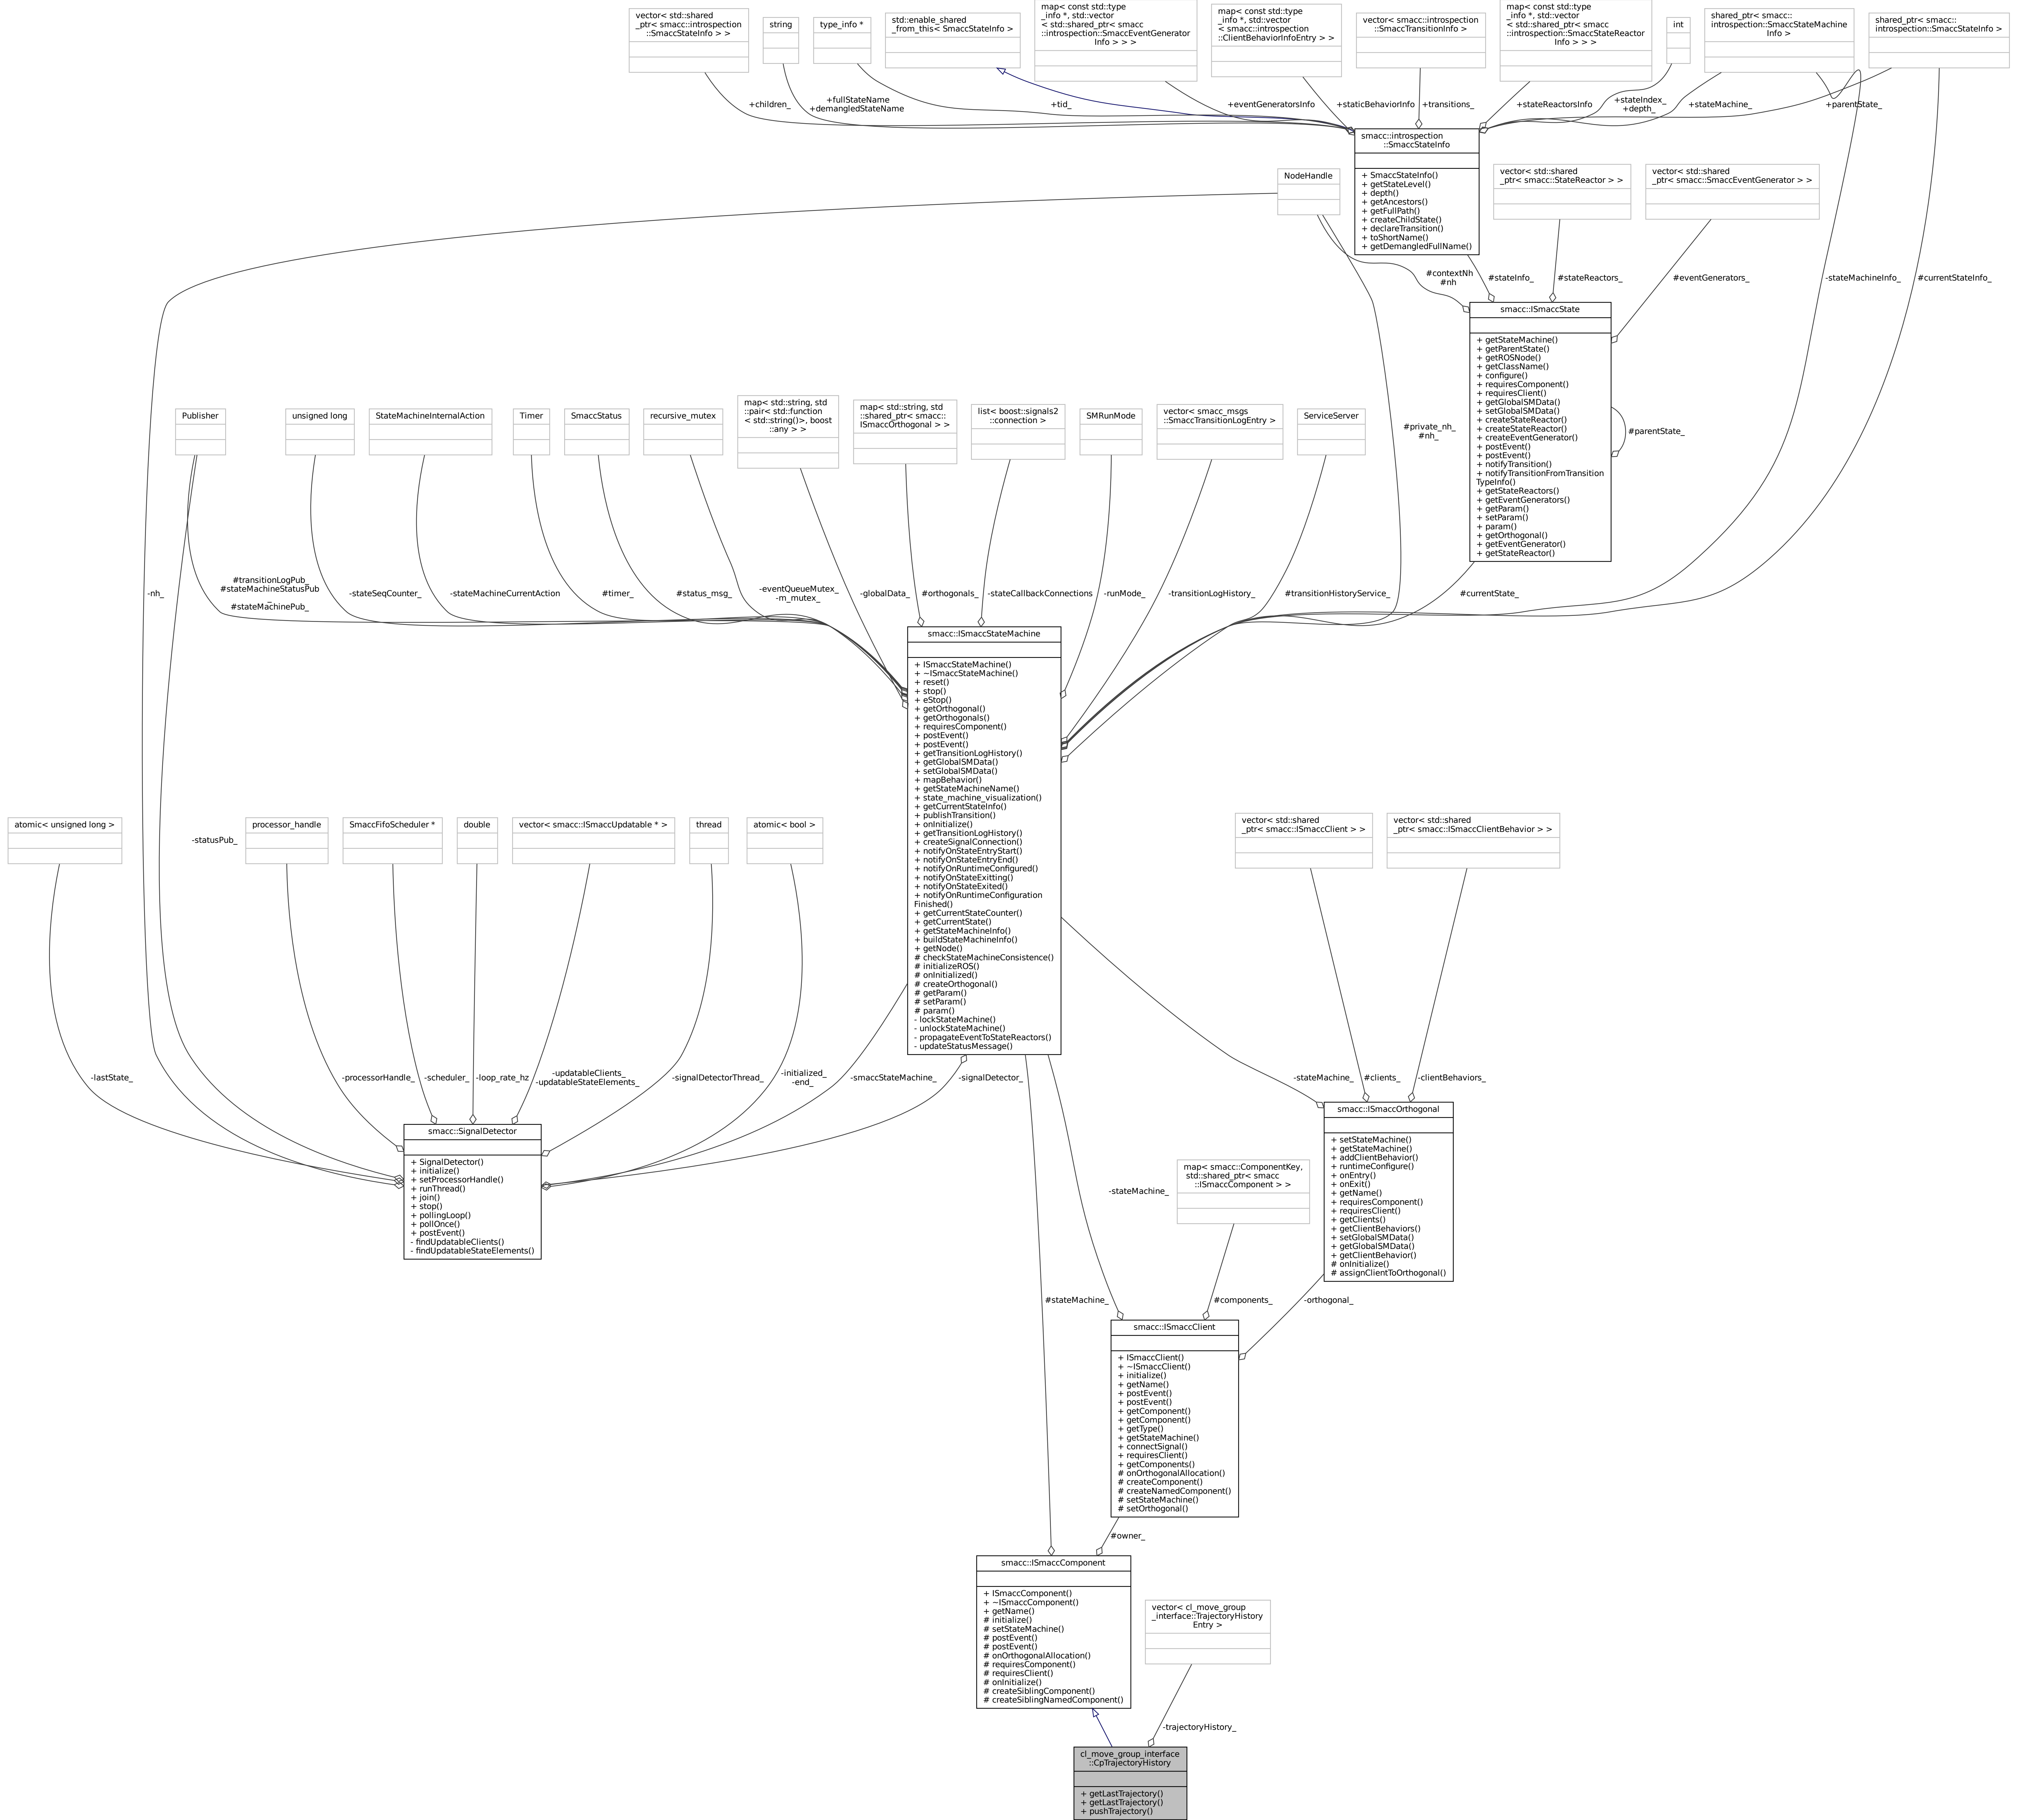 vector< std::shared
_ptr< smacc::introspection
::SmaccStateInfo > >
string
type_info *
std::enable_shared
_from_this< SmaccStateInfo >
map< const std::type
_info *, std::vector
< std::shared_ptr< smacc
::introspection::SmaccEventGenerator
Info > > >
map< const std::type
_info *, std::vector
< smacc::introspection
::ClientBehaviorInfoEntry > >
vector< smacc::introspection
::SmaccTransitionInfo >
map< const std::type
_info *, std::vector
< std::shared_ptr< smacc
::introspection::SmaccStateReactor
Info > > >
int
shared_ptr< smacc::
introspection::SmaccStateMachine
Info >
shared_ptr< smacc::
introspection::SmaccStateInfo >
+children_
+fullStateName
+demangledStateName
+tid_
+eventGeneratorsInfo
+staticBehaviorInfo
+transitions_
+stateReactorsInfo
+stateIndex_
+depth_
+stateMachine_
+parentState_
smacc::introspection
::SmaccStateInfo
+ SmaccStateInfo()
+ getStateLevel()
+ depth()
+ getAncestors()
+ getFullPath()
+ createChildState()
+ declareTransition()
+ toShortName()
+ getDemangledFullName()
NodeHandle
vector< std::shared
_ptr< smacc::StateReactor > >
vector< std::shared
_ptr< smacc::SmaccEventGenerator > >
#contextNh
#nh
#stateInfo_
#stateReactors_
#eventGenerators_
-stateMachineInfo_
#currentStateInfo_
smacc::ISmaccState
+ getStateMachine()
+ getParentState()
+ getROSNode()
+ getClassName()
+ configure()
+ requiresComponent()
+ requiresClient()
+ getGlobalSMData()
+ setGlobalSMData()
+ createStateReactor()
+ createStateReactor()
+ createEventGenerator()
+ postEvent()
+ postEvent()
+ notifyTransition()
+ notifyTransitionFromTransition
TypeInfo()
+ getStateReactors()
+ getEventGenerators()
+ getParam()
+ setParam()
+ param()
+ getOrthogonal()
+ getEventGenerator()
+ getStateReactor()
#parentState_
Publisher
unsigned long
StateMachineInternalAction
Timer
SmaccStatus
recursive_mutex
map< std::string, std
::pair< std::function
< std::string()>, boost
::any > >
map< std::string, std
::shared_ptr< smacc::
ISmaccOrthogonal > >
list< boost::signals2
::connection >
SMRunMode
vector< smacc_msgs
::SmaccTransitionLogEntry >
ServiceServer
#private_nh_
#nh_
-nh_
#transitionLogPub_
#stateMachineStatusPub
_
#stateMachinePub_
-stateSeqCounter_
-stateMachineCurrentAction
#timer_
#status_msg_
-eventQueueMutex_
-m_mutex_
-globalData_
#orthogonals_
-stateCallbackConnections
-runMode_
-transitionLogHistory_
#transitionHistoryService_
#currentState_
smacc::ISmaccStateMachine
+ ISmaccStateMachine()
+ ~ISmaccStateMachine()
+ reset()
+ stop()
+ eStop()
+ getOrthogonal()
+ getOrthogonals()
+ requiresComponent()
+ postEvent()
+ postEvent()
+ getTransitionLogHistory()
+ getGlobalSMData()
+ setGlobalSMData()
+ mapBehavior()
+ getStateMachineName()
+ state_machine_visualization()
+ getCurrentStateInfo()
+ publishTransition()
+ onInitialize()
+ getTransitionLogHistory()
+ createSignalConnection()
+ notifyOnStateEntryStart()
+ notifyOnStateEntryEnd()
+ notifyOnRuntimeConfigured()
+ notifyOnStateExitting()
+ notifyOnStateExited()
+ notifyOnRuntimeConfiguration
Finished()
+ getCurrentStateCounter()
+ getCurrentState()
+ getStateMachineInfo()
+ buildStateMachineInfo()
+ getNode()
# checkStateMachineConsistence()
# initializeROS()
# onInitialized()
# createOrthogonal()
# getParam()
# setParam()
# param()
- lockStateMachine()
- unlockStateMachine()
- propagateEventToStateReactors()
- updateStatusMessage()
atomic< unsigned long >
-statusPub_
processor_handle
SmaccFifoScheduler *
double
vector< smacc::ISmaccUpdatable * >
thread
atomic< bool >
vector< std::shared
_ptr< smacc::ISmaccClient > >
vector< std::shared
_ptr< smacc::ISmaccClientBehavior > >
-lastState_
-processorHandle_
-scheduler_
-loop_rate_hz
-updatableClients_
-updatableStateElements_
-signalDetectorThread_
-initialized_
-end_
-smaccStateMachine_
-signalDetector_
-stateMachine_
#clients_
-clientBehaviors_
smacc::SignalDetector
+ SignalDetector()
+ initialize()
+ setProcessorHandle()
+ runThread()
+ join()
+ stop()
+ pollingLoop()
+ pollOnce()
+ postEvent()
- findUpdatableClients()
- findUpdatableStateElements()
smacc::ISmaccOrthogonal
+ setStateMachine()
+ getStateMachine()
+ addClientBehavior()
+ runtimeConfigure()
+ onEntry()
+ onExit()
+ getName()
+ requiresComponent()
+ requiresClient()
+ getClients()
+ getClientBehaviors()
+ setGlobalSMData()
+ getGlobalSMData()
+ getClientBehavior()
# onInitialize()
# assignClientToOrthogonal()
-stateMachine_
map< smacc::ComponentKey,
std::shared_ptr< smacc
::ISmaccComponent > >
#stateMachine_
#components_
-orthogonal_
smacc::ISmaccClient
+ ISmaccClient()
+ ~ISmaccClient()
+ initialize()
+ getName()
+ postEvent()
+ postEvent()
+ getComponent()
+ getComponent()
+ getType()
+ getStateMachine()
+ connectSignal()
+ requiresClient()
+ getComponents()
# onOrthogonalAllocation()
# createComponent()
# createNamedComponent()
# setStateMachine()
# setOrthogonal()
#owner_
smacc::ISmaccComponent
+ ISmaccComponent()
+ ~ISmaccComponent()
+ getName()
# initialize()
# setStateMachine()
# postEvent()
# postEvent()
# onOrthogonalAllocation()
# requiresComponent()
# requiresClient()
# onInitialize()
# createSiblingComponent()
# createSiblingNamedComponent()
vector< cl_move_group
_interface::TrajectoryHistory
Entry >
-trajectoryHistory_
cl_move_group_interface
::CpTrajectoryHistory
+ getLastTrajectory()
+ getLastTrajectory()
+ pushTrajectory()